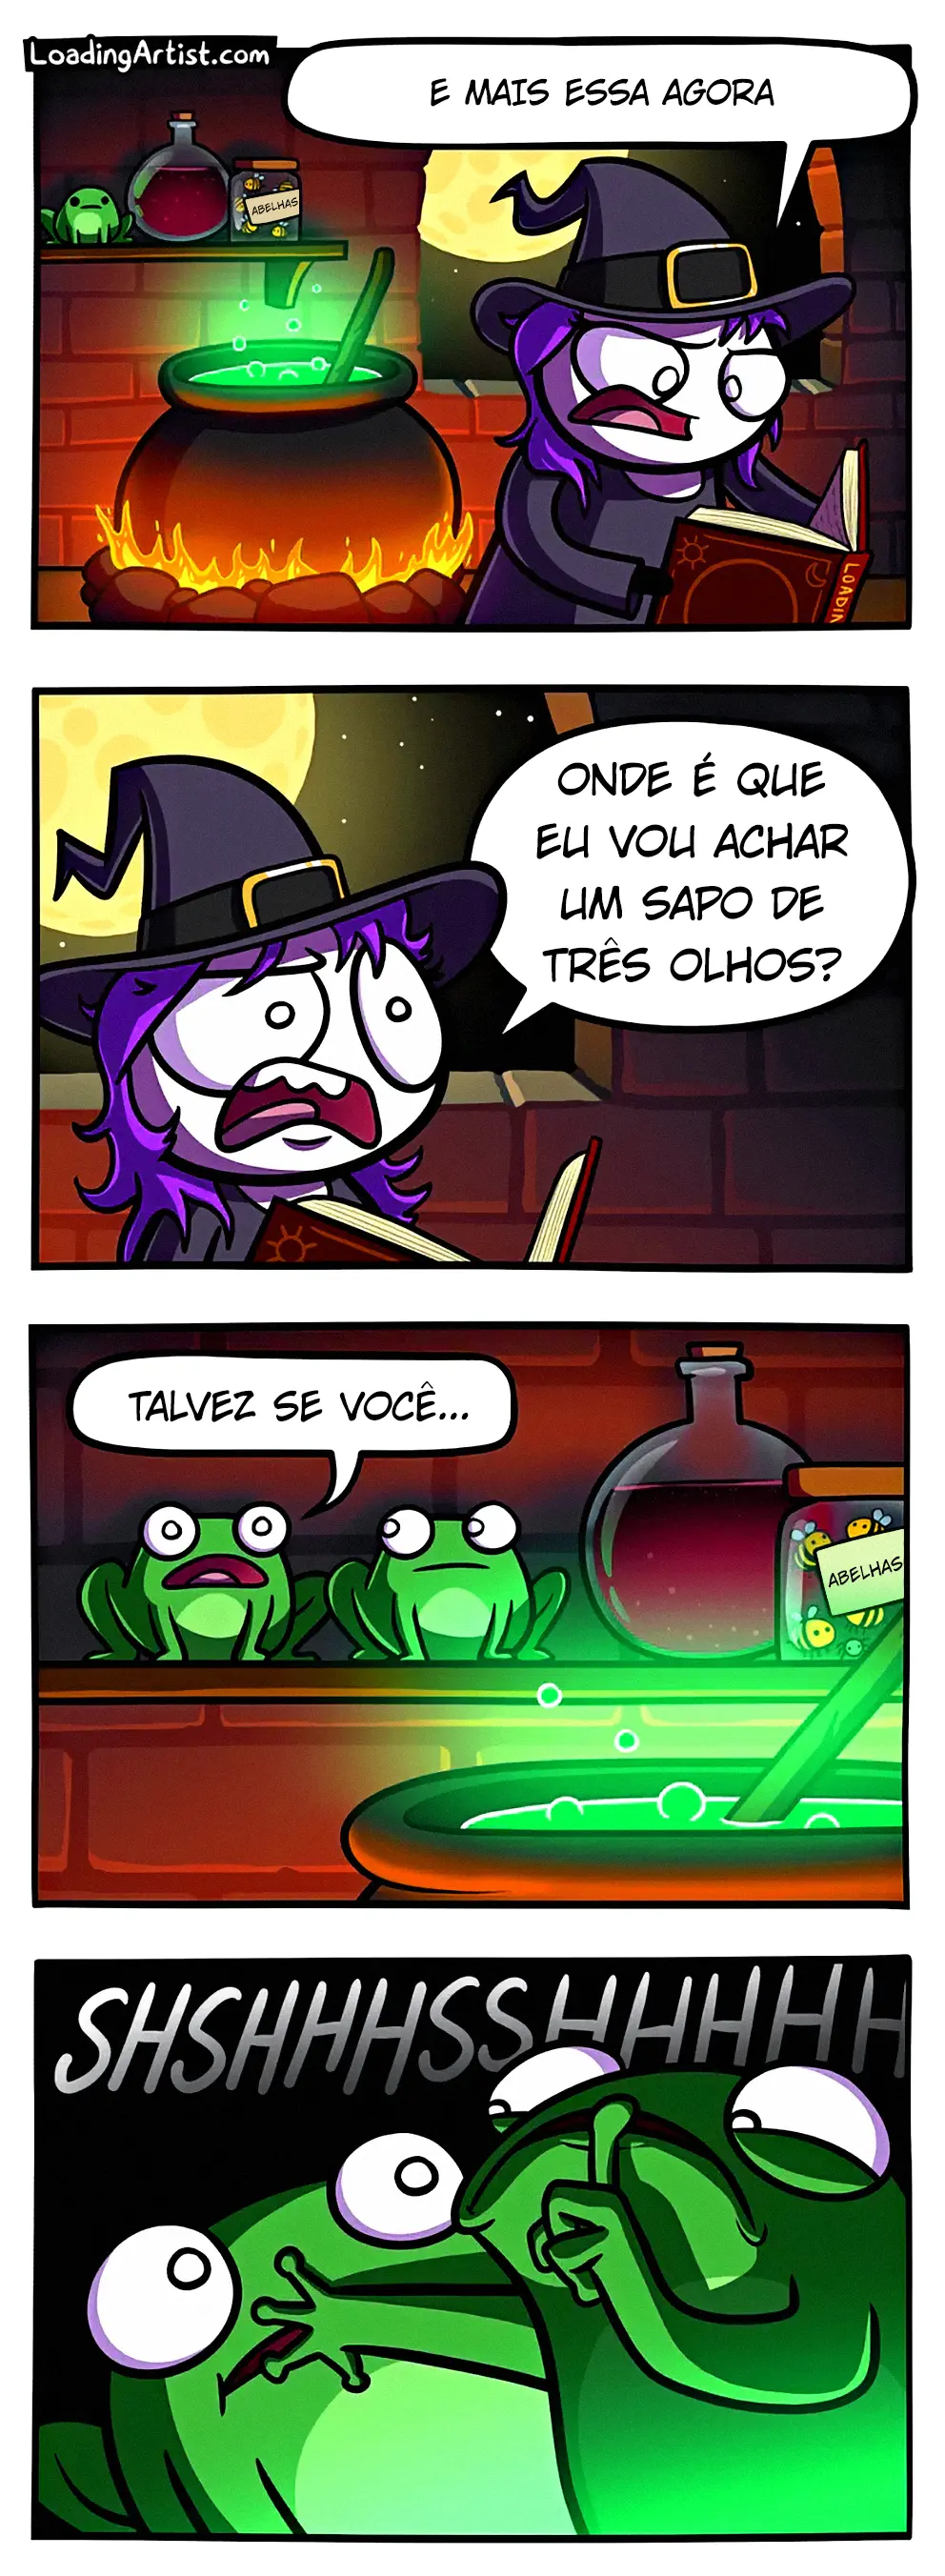 LoadingArtist.com
E MAIS ESSA AGORA
ABELHAS
LOADIN
ONDE É QUE
EU VOU ACHAR
UM SAPO DE
TRÊS OLHOS?
TALVEZ SE VOCÊ...
ABELHAS
SHSHHHSSHHHHH